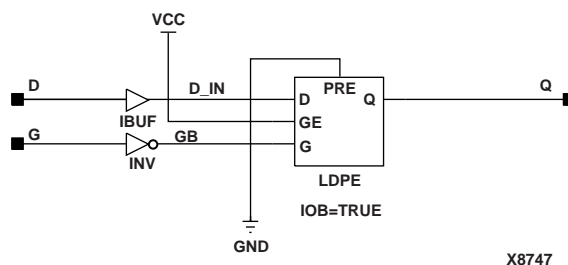 VCC
D
D_IN
PRE
Q
D
Q
IBUF
GE
G
GB
G
INV
LDPE
IOB=TRUE
GND
X8747